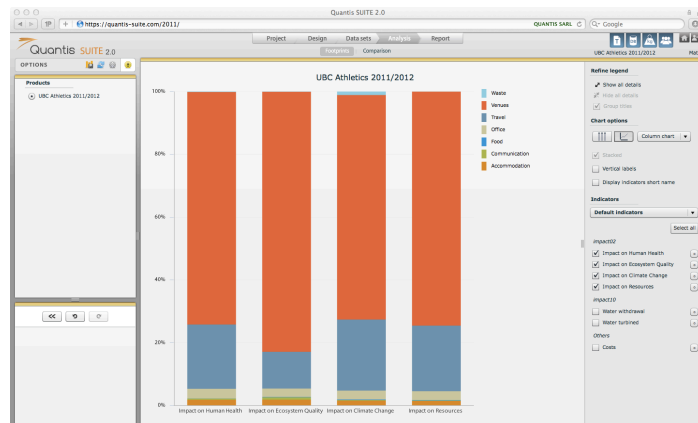 Quantis SUITE 2.0
https://quantis-suite.com/2011/
QUANTIS SARL
Google
Quantis SUITE 2.0
Project Design Data sets Analysis Report
Footprints Comparison
UBC Athletics 2011/2012
OPTIONS
Products
UBC Athletics 2011/2012
UBC Athletics 2011/2012
100%
80%
60%
40%
20%
0%
Impact on Human Health
Impact on Ecosystem Quality
Impact on Climate Change
Impact on Resources
Waste
Venues
Travel
Office
Food
Communication
Accommodation
Refine legend
Show all details
Hide all details
Group titles
Chart options
Column chart
Stacked
Vertical labels
Display indicators short name
Indicators
Default indicators
Select all
impact02
Impact on Human Health
Impact on Ecosystem Quality
Impact on Climate Change
Impact on Resources
impact10
Water withdrawal
Water turbined
Others
Costs